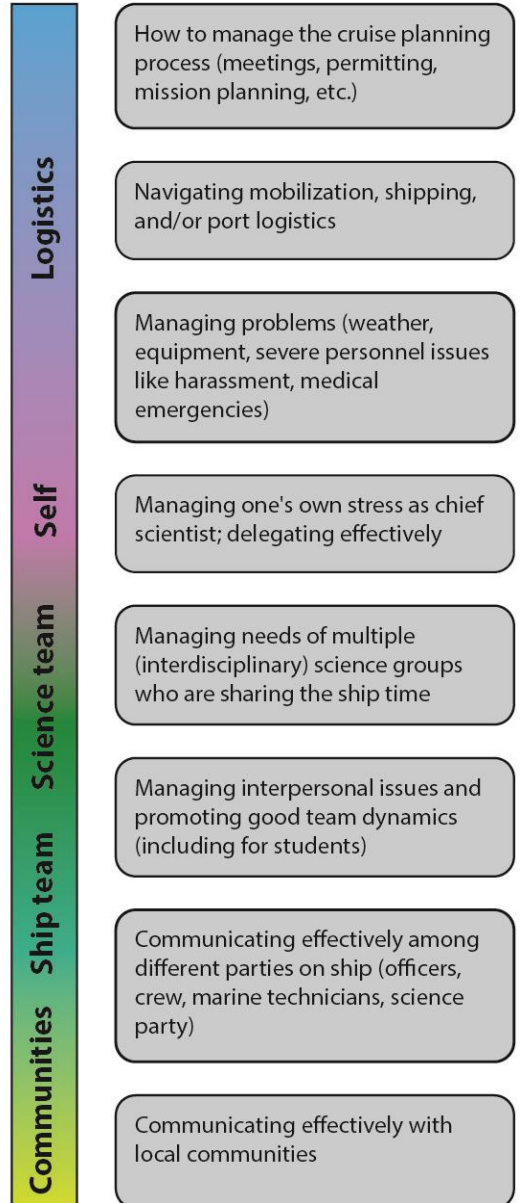 How to manage the cruise planning
process (meetings, permitting,
mission planning, etc.)
Navigating mobilization, shipping,
and/or port logistics
Logistics
Managing problems (weather,
equipment, severe personnel issues
like harassment, medical
emergencies)
Self
Managing one's own stress as chief
scientist; delegating effectively
Science team
Managing needs of multiple
(interdisciplinary) science groups
who are sharing the ship time
Managing interpersonal issues and
promoting good team dynamics
(including for students)
Ship team
Communicating effectively among
different parties on ship (officers,
crew, marine technicians, science
party)
Communities
Communicating effectively with
local communities